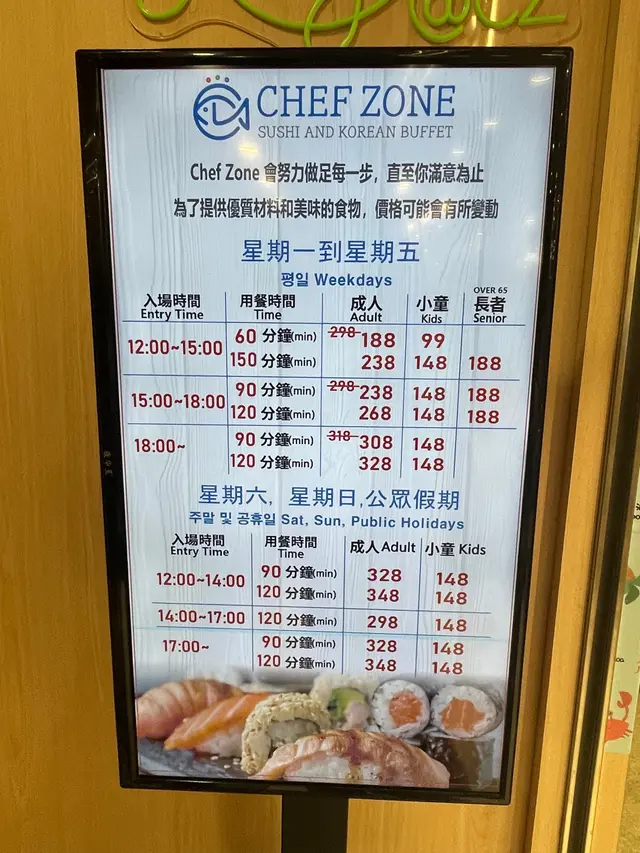 CHEF ZONE
SUSHI AND KOREAN BUFFET
Chef Zone 會努力做足每一步, 直至你滿意為止
為了提供優質材料和美味的食物, 價格可能會有所變動
星期一到星期五
평일 Weekdays
入場時間 用餐時間 成人 小童 OVER 65 長者
Entry Time Time Adult Kids Senior
12:00~15:00 60 分鐘(min) 298 188 99
150 分鐘(min) 238 148 188
15:00~18:00 90 分鐘(min) 298 238 148 188
120 分鐘(min) 268 148 188
18:00~ 90 分鐘(min) 318 308 148
120 分鐘(min) 328 148
星期六, 星期日,公眾假期
주말 및 공휴일 Sat, Sun, Public Holidays
入場時間 用餐時間 成人 Adult 小童 Kids
Entry Time Time
12:00~14:00 90 分鐘(min) 328 148
120 分鐘(min) 348 148
14:00~17:00 120 分鐘(min) 298 148
17:00~ 90 分鐘(min) 328 148
120 分鐘(min) 348 148